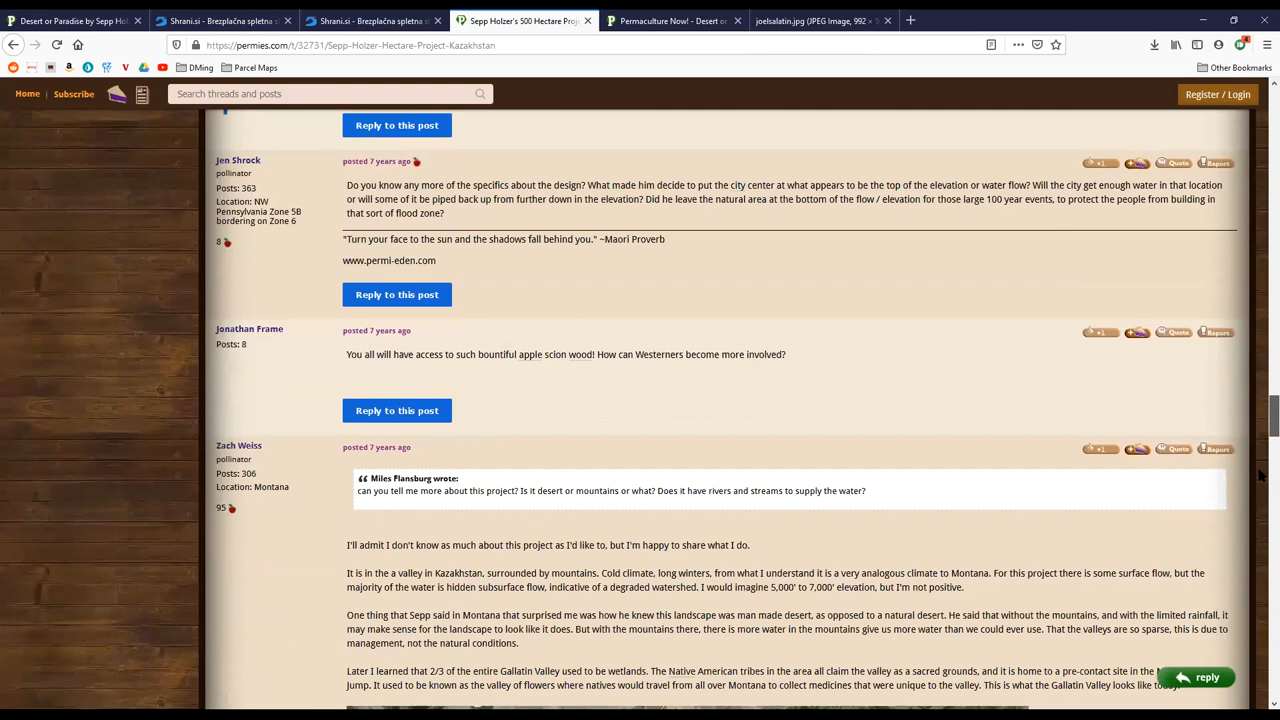 Desert or Paradise by Sepp Ho
Shrani.si - Brezplačna spletna s
Shrani.si - Brezplačna spletna s
Sepp Holzer's 500 Hectare Proje
Permaculture Now! - Desert or
joelsalatin.jpg (JPEG Image, 992 ×
https://permies.com/t/32731/Sepp-Holzer-Hectare-Project-Kazakhstan
DMing
Parcel Maps
Other Bookmarks
Home
Subscribe
Search threads and posts
Register / Login
Reply to this post
Jen Shrock
pollinator
Posts: 363
Location: NW
Pennsylvania Zone 5B
bordering on Zone 6
8
posted 7 years ago
+1
Quote
Report
Do you know any more of the specifics about the design? What made him decide to put the city center at what appears to be the top of the elevation or water flow? Will the city get enough water in that location
or will some of it be piped back up from further down in the elevation? Did he leave the natural area at the bottom of the flow / elevation for those large 100 year events, to protect the people from building in
that sort of flood zone?
"Turn your face to the sun and the shadows fall behind you." ~Maori Proverb
www.permi-eden.com
Reply to this post
Jonathan Frame
Posts: 8
posted 7 years ago
+1
Quote
Report
You all will have access to such bountiful apple scion wood! How can Westerners become more involved?
Reply to this post
Zach Weiss
pollinator
Posts: 306
Location: Montana
95
posted 7 years ago
+1
Quote
Report
Miles Flansburg wrote:
can you tell me more about this project? Is it desert or mountains or what? Does it have rivers and streams to supply the water?
I'll admit I don't know as much about this project as I'd like to, but I'm happy to share what I do.
It is in the a valley in Kazakhstan, surrounded by mountains. Cold climate, long winters, from what I understand it is a very analogous climate to Montana. For this project there is some surface flow, but the
majority of the water is hidden subsurface flow, indicative of a degraded watershed. I would imagine 5,000' to 7,000' elevation, but I'm not positive.
One thing that Sepp said in Montana that surprised me was how he knew this landscape was man made desert, as opposed to a natural desert. He said that without the mountains, and with the limited rainfall, it
may make sense for the landscape to look like it does. But with the mountains there, there is more water in the mountains give us more water than we could ever use. That the valleys are so sparse, this is due to
management, not the natural conditions.
Later I learned that 2/3 of the entire Gallatin Valley used to be wetlands. The Native American tribes in the area all claim the valley as a sacred grounds, and it is home to a pre-contact site in the
Jump. It used to be known as the valley of flowers where natives would travel from all over Montana to collect medicines that were unique to the valley. This is what the Gallatin Valley looks like
reply